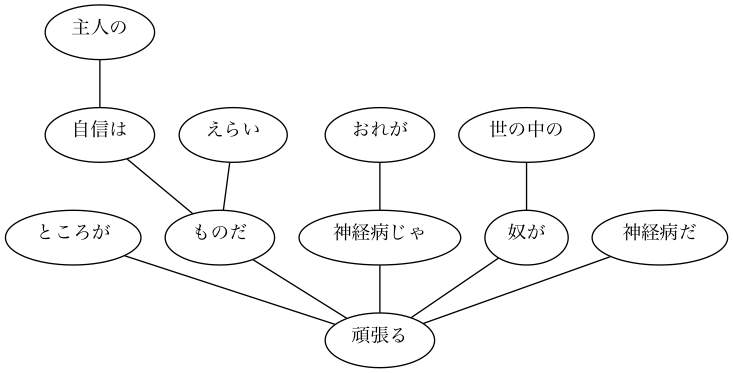 主人の
自信は
えらい
おれが
世の中の
ところが
ものだ
神経病じゃ
奴が
神経病だ
頑張る